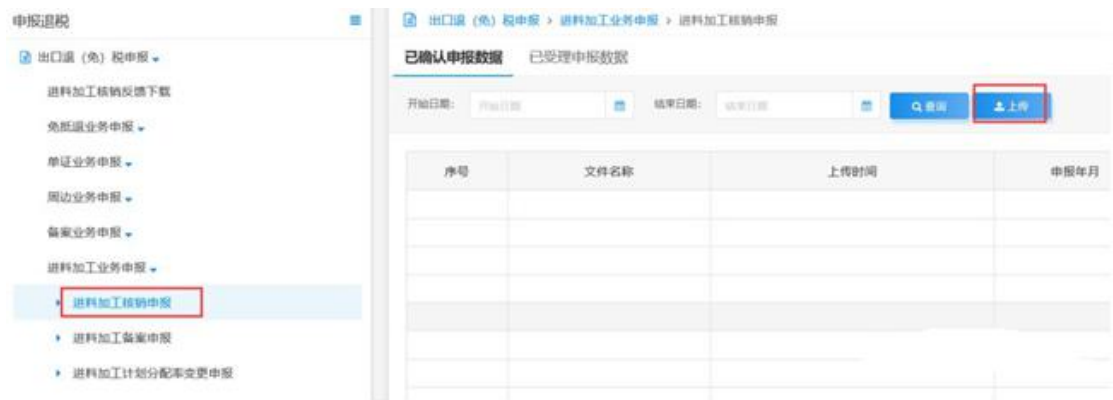 申报退税
出口退（免）税申报
进料加工核销反馈下载
免抵退业务申报
单证业务申报
周边业务申报
备案业务申报
进料加工业务申报
进料加工核销申报
进料加工备案申报
进料加工计划分配率变更申报
出口退（免）税申报 > 进料加工业务申报 > 进料加工核销申报
已确认申报数据 已受理申报数据
开始日期： 开始日期 结束日期： 结束日期 查询 上传
序号 文件名称 上传时间 申报年月